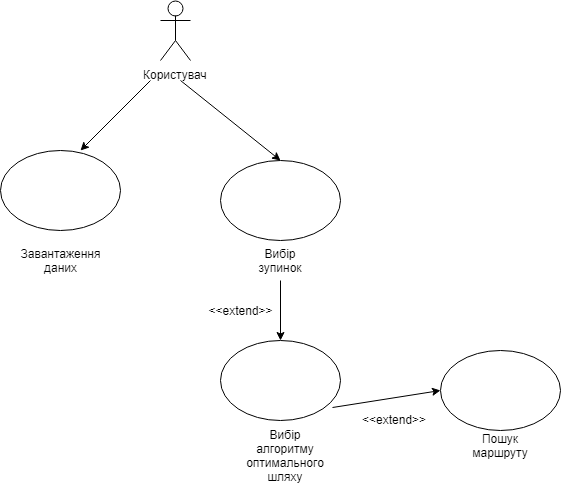 Користувач
Завантаження
даних
Вибір
зупинок
<<extend>>
Вибір
алгоритму
оптимального
шляху
<<extend>>
Пошук
маршруту